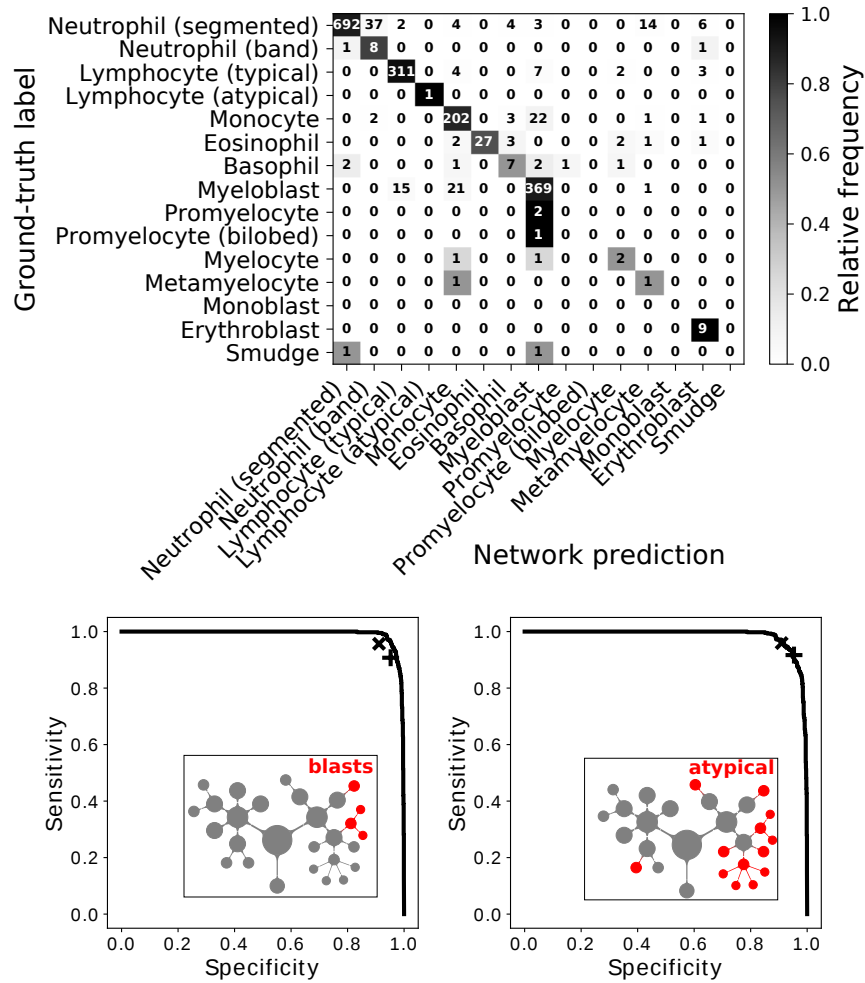 Ground-truth label
Neutrophil (segmented) 692 37 2 0 4 0 4 3 0 0 0 14 0 6 0
Neutrophil (band) 1 8 0 0 0 0 0 0 0 0 0 0 0 1 0
Lymphocyte (typical) 0 0 311 0 4 0 0 7 0 0 2 0 0 3 0
Lymphocyte (atypical) 0 0 0 1 0 0 0 0 0 0 0 0 0 0 0
Monocyte 0 2 0 0 202 0 3 22 0 0 0 1 0 1 0
Eosinophil 0 0 0 0 2 27 3 0 0 0 2 1 0 1 0
Basophil 2 0 0 0 1 0 7 2 1 0 1 0 0 0 0
Myeloblast 0 0 15 0 21 0 0 369 0 0 0 1 0 0 0
Promyelocyte 0 0 0 0 0 0 0 2 0 0 0 0 0 0 0
Promyelocyte (bilobed) 0 0 0 0 0 0 0 1 0 0 0 0 0 0 0
Myelocyte 0 0 0 0 1 0 0 1 0 0 2 0 0 0 0
Metamyelocyte 0 0 0 0 1 0 0 0 0 0 0 1 0 0 0
Monoblast 0 0 0 0 0 0 0 0 0 0 0 0 0 0 0
Erythroblast 0 0 0 0 0 0 0 0 0 0 0 0 0 9 0
Smudge 1 0 0 0 0 0 0 1 0 0 0 0 0 0 0
Neutrophil (segmented)
Neutrophil (band)
Lymphocyte (typical)
Lymphocyte (atypical)
Monocyte
Eosinophil
Basophil
Myeloblast
Promyelocyte
Promyelocyte (bilobed)
Myelocyte
Metamyelocyte
Monoblast
Erythroblast
Smudge
Network prediction
1.0
0.8
0.6
0.4
0.2
0.0
Relative frequency
Sensitivity
1.0
0.8
0.6
0.4
0.2
0.0
blasts
0.0 0.2 0.4 0.6 0.8 1.0
Specificity
Sensitivity
1.0
0.8
0.6
0.4
0.2
0.0
atypical
0.0 0.2 0.4 0.6 0.8 1.0
Specificity